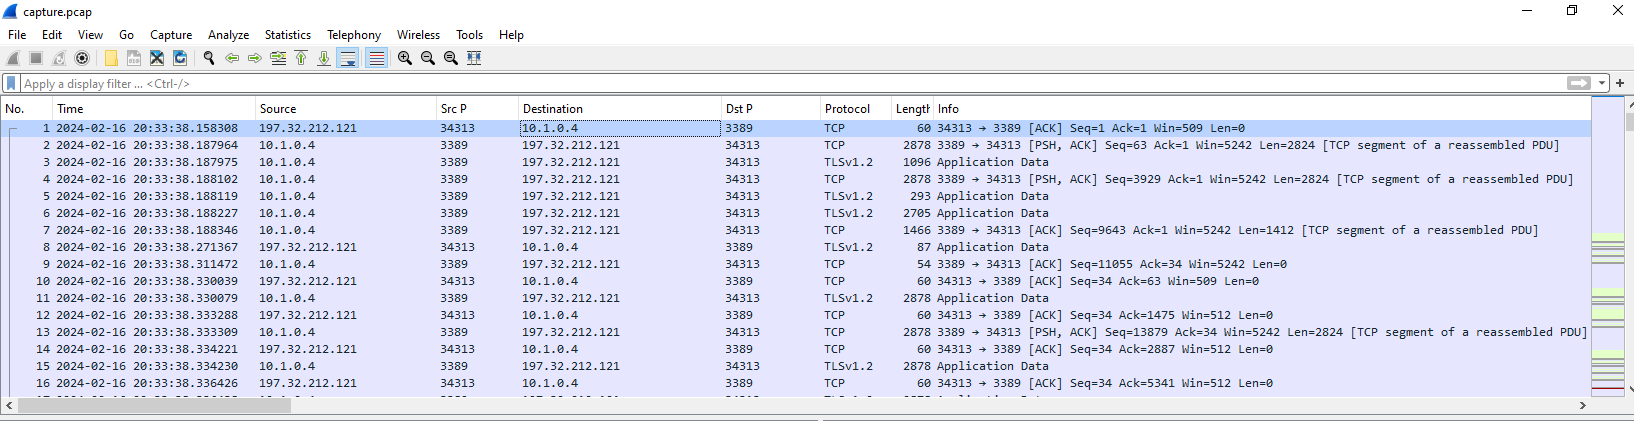 capture.pcap
File Edit View Go Capture Analyze Statistics Telephony Wireless Tools Help
Apply a display filter ... <Ctrl-/>
No. Time Source Src P Destination Dst P Protocol Length Info
1 2024-02-16 20:33:38.158308 197.32.212.121 34313 10.1.0.4 3389 TCP 60 34313 → 3389 [ACK] Seq=1 Ack=1 Win=509 Len=0
2 2024-02-16 20:33:38.187964 10.1.0.4 3389 197.32.212.121 34313 TCP 2878 3389 → 34313 [PSH, ACK] Seq=63 Ack=1 Win=5242 Len=2824 [TCP segment of a reassembled PDU]
3 2024-02-16 20:33:38.187975 10.1.0.4 3389 197.32.212.121 34313 TLSv1.2 1096 Application Data
4 2024-02-16 20:33:38.188102 10.1.0.4 3389 197.32.212.121 34313 TCP 2878 3389 → 34313 [PSH, ACK] Seq=3929 Ack=1 Win=5242 Len=2824 [TCP segment of a reassembled PDU]
5 2024-02-16 20:33:38.188119 10.1.0.4 3389 197.32.212.121 34313 TLSv1.2 293 Application Data
6 2024-02-16 20:33:38.188227 10.1.0.4 3389 197.32.212.121 34313 TLSv1.2 2705 Application Data
7 2024-02-16 20:33:38.188346 10.1.0.4 3389 197.32.212.121 34313 TCP 1466 3389 → 34313 [ACK] Seq=9643 Ack=1 Win=5242 Len=1412 [TCP segment of a reassembled PDU]
8 2024-02-16 20:33:38.271367 197.32.212.121 34313 10.1.0.4 3389 TLSv1.2 87 Application Data
9 2024-02-16 20:33:38.311472 10.1.0.4 3389 197.32.212.121 34313 TCP 54 3389 → 34313 [ACK] Seq=11055 Ack=34 Win=5242 Len=0
10 2024-02-16 20:33:38.330039 197.32.212.121 34313 10.1.0.4 3389 TCP 60 34313 → 3389 [ACK] Seq=34 Ack=63 Win=509 Len=0
11 2024-02-16 20:33:38.330079 10.1.0.4 3389 197.32.212.121 34313 TLSv1.2 2878 Application Data
12 2024-02-16 20:33:38.333288 197.32.212.121 34313 10.1.0.4 3389 TCP 60 34313 → 3389 [ACK] Seq=34 Ack=1475 Win=512 Len=0
13 2024-02-16 20:33:38.333309 10.1.0.4 3389 197.32.212.121 34313 TCP 2878 3389 → 34313 [PSH, ACK] Seq=13879 Ack=34 Win=5242 Len=2824 [TCP segment of a reassembled PDU]
14 2024-02-16 20:33:38.334221 197.32.212.121 34313 10.1.0.4 3389 TCP 60 34313 → 3389 [ACK] Seq=34 Ack=2887 Win=512 Len=0
15 2024-02-16 20:33:38.334230 10.1.0.4 3389 197.32.212.121 34313 TLSv1.2 2878 Application Data
16 2024-02-16 20:33:38.336426 197.32.212.121 34313 10.1.0.4 3389 TCP 60 34313 → 3389 [ACK] Seq=34 Ack=5341 Win=512 Len=0